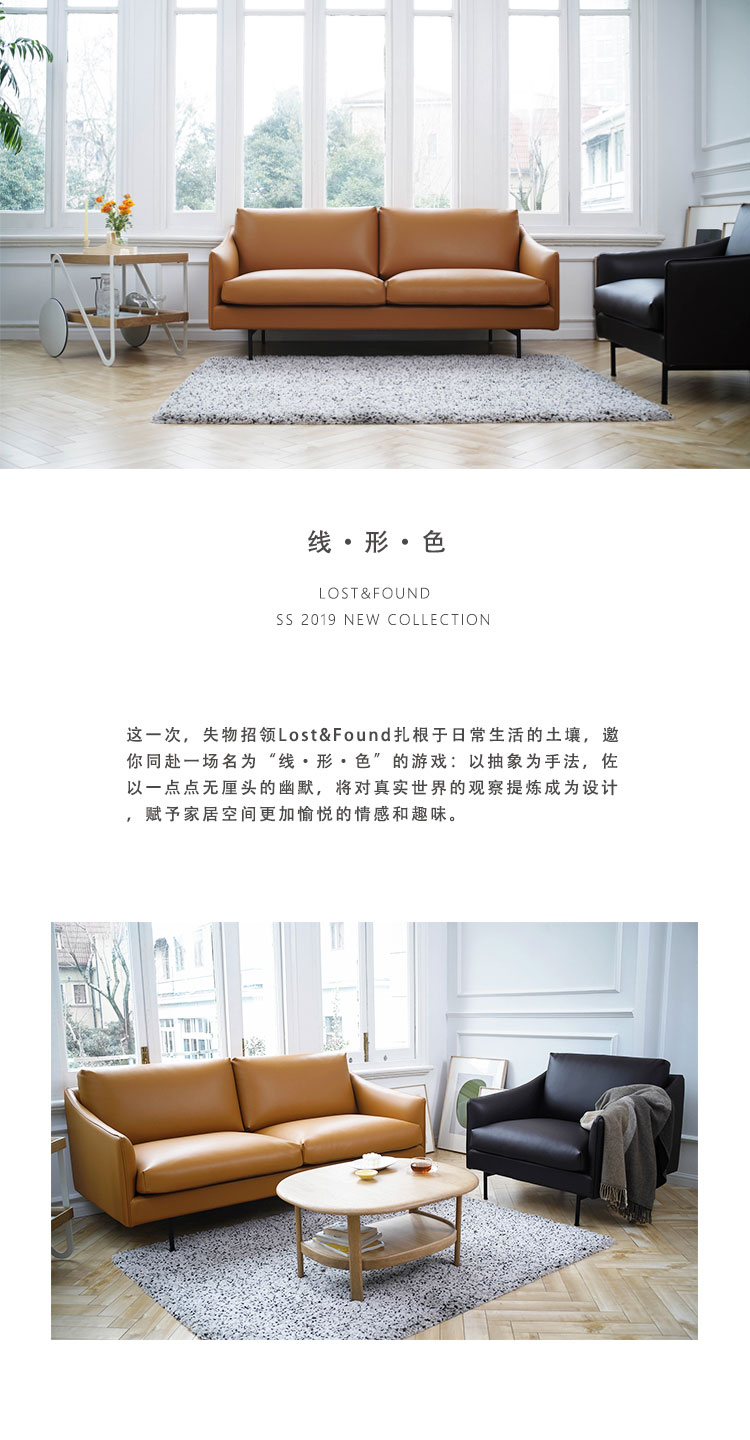 线·形·色
LOST&FOUND
SS 2019 NEW COLLECTION
这一次，失物招领Lost&Found扎根于日常生活的土壤，邀
你同赴一场名为“线·形·色”的游戏：以抽象为手法，佐
以一点点无厘头的幽默，将对真实世界的观察提炼成为设计
，赋予家居空间更加愉悦的情感和趣味。